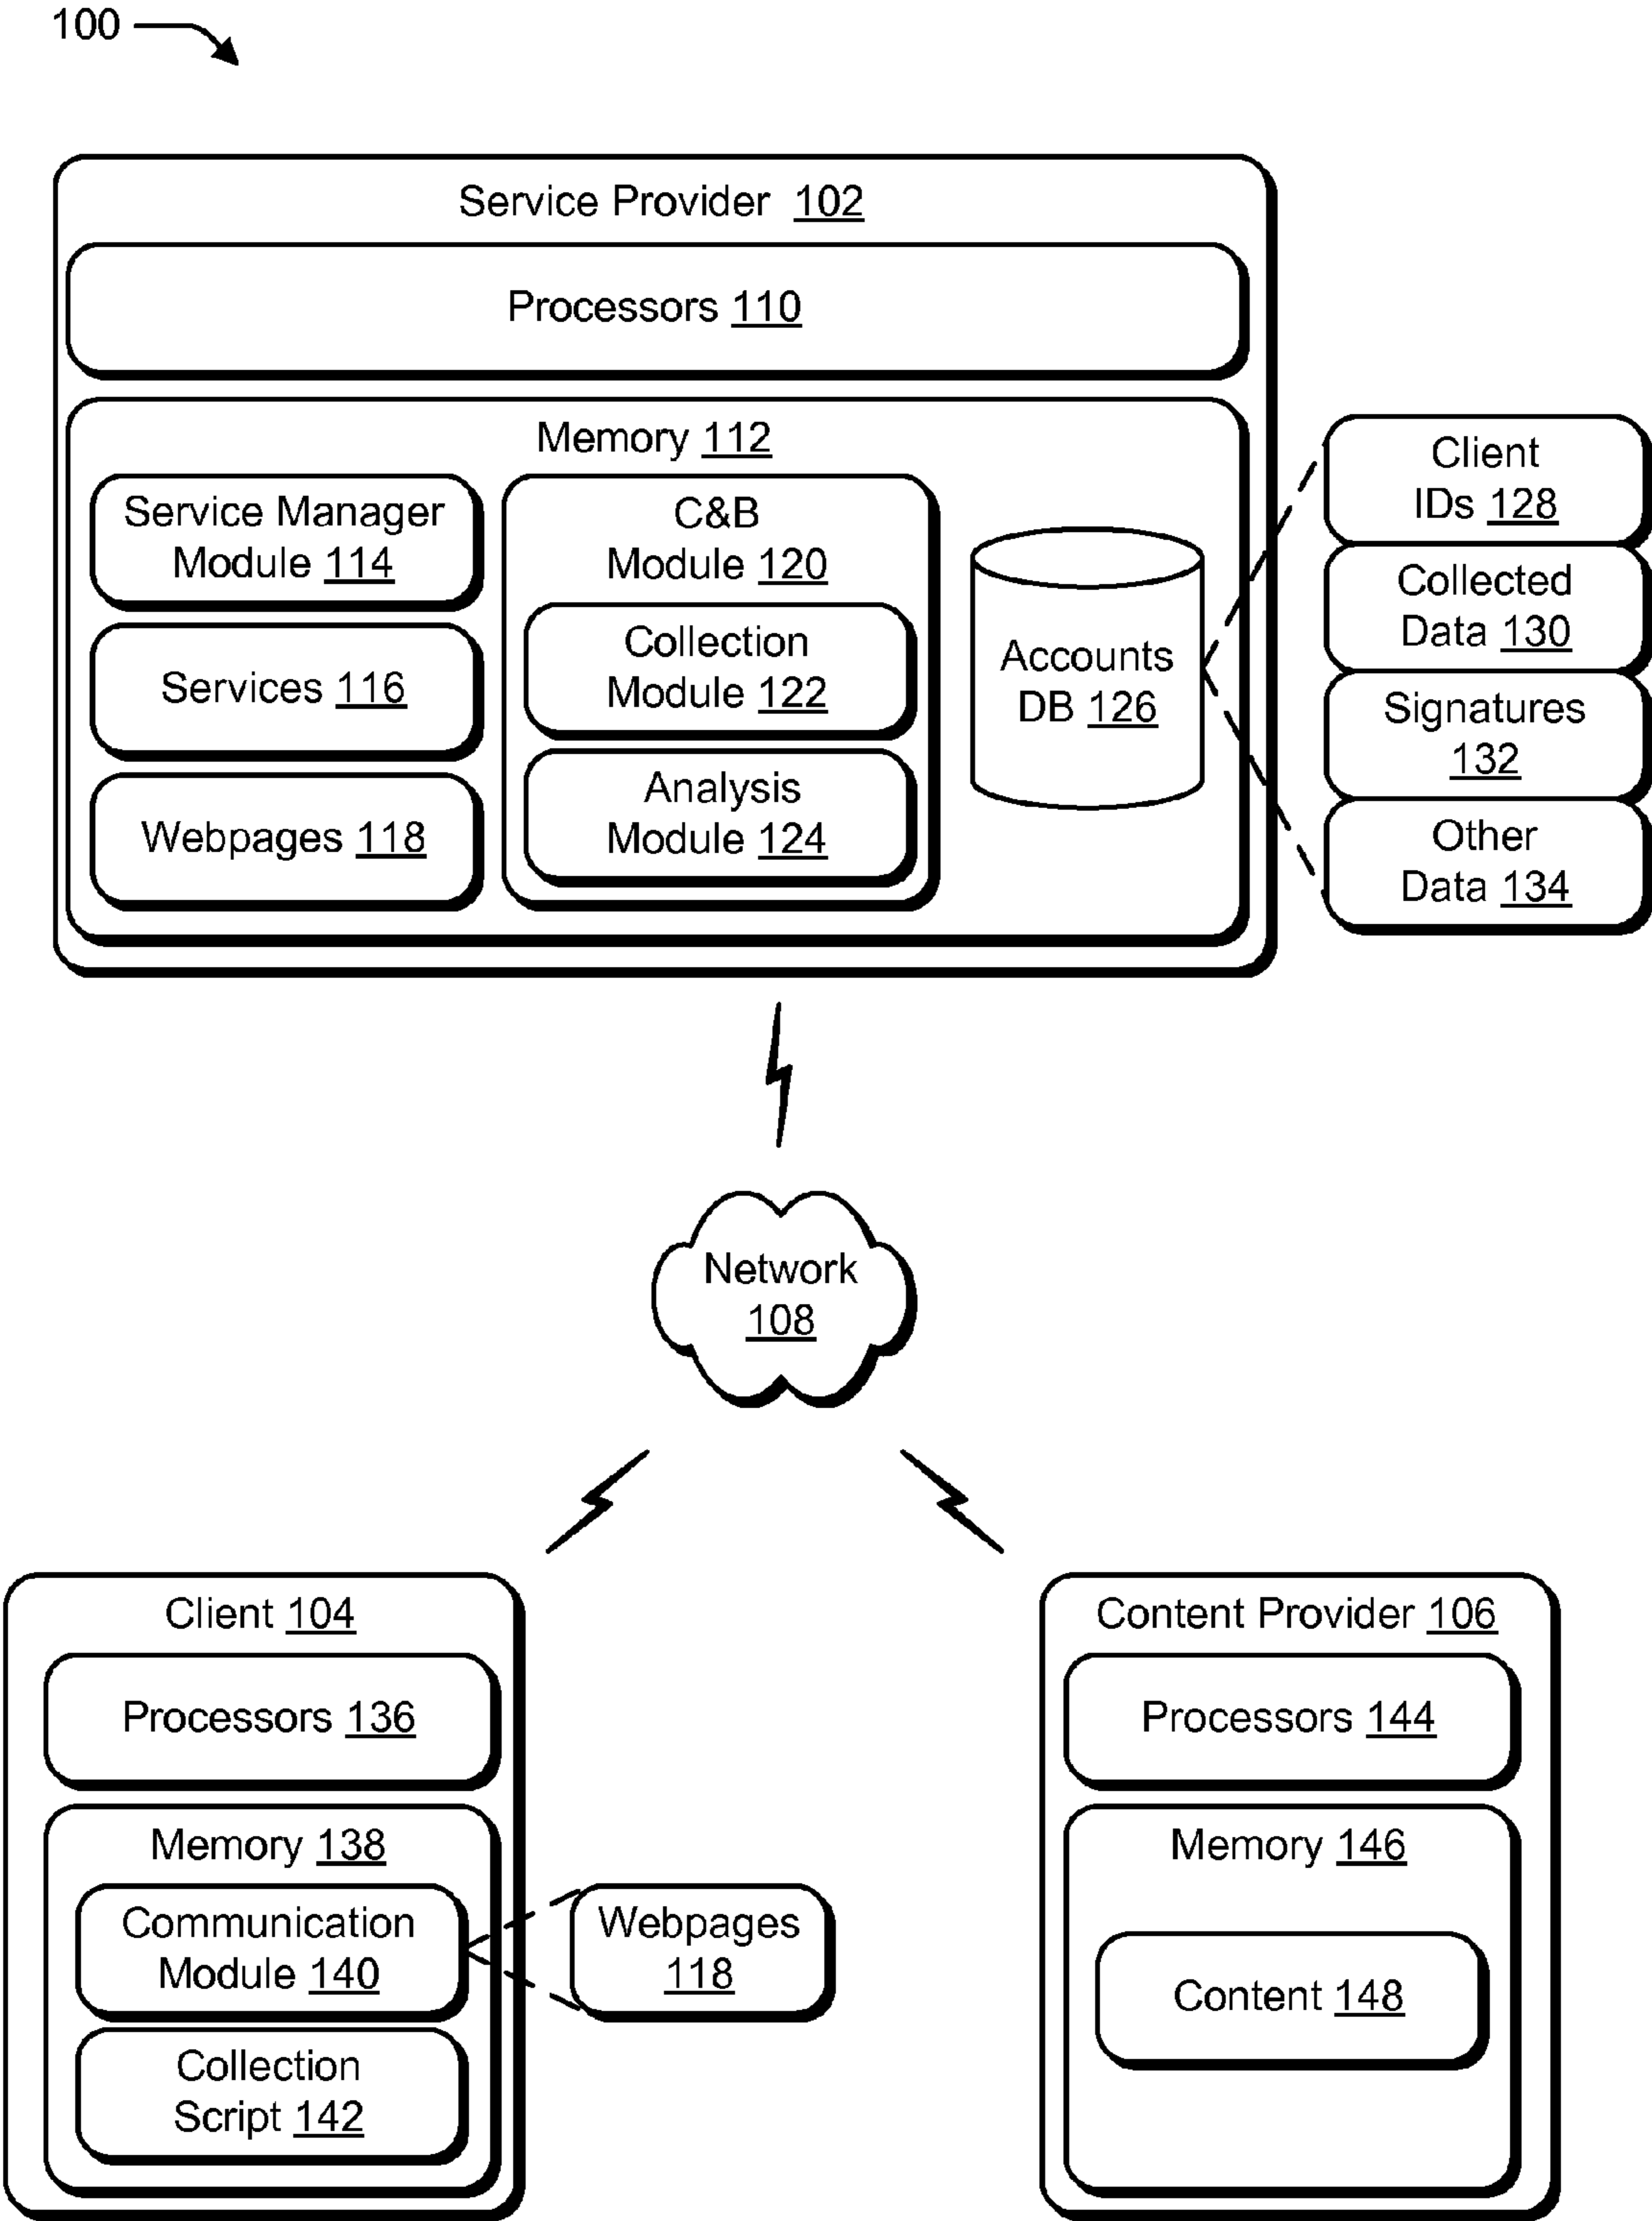 100
Service Provider 102
Processors 110
Memory 112
Service Manager
Module 114
Services 116
Webpages 118
C&B
Module 120
Collection
Module 122
Analysis
Module 124
Accounts
DB 126
Client
IDs 128
Collected
Data 130
Signatures
132
Other
Data 134
Network
108
Client 104
Processors 136
Memory 138
Communication
Module 140
Collection
Script 142
Webpages
118
Content Provider 106
Processors 144
Memory 146
Content 148